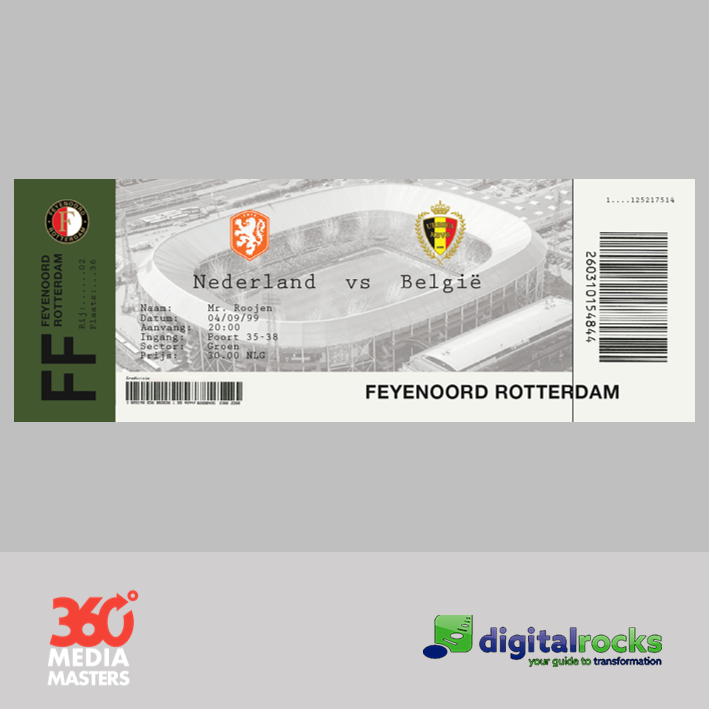 FEYENOORD
ROTTERDAM
FF
FEYENOORD
ROTTERDAM
Rij:......02
Plaats:...36
Nederland vs België
Naam: Mr. Roojen
Datum: 04/09/99
Aanvang: 20:00
Ingang: Poort 35-38
Sector: Groen
Prijs: 30.00 NLG
FEYENOORD ROTTERDAM
1....125217514
260310154844
360°
MEDIA
MASTERS
digitalrocks
your guide to transformation